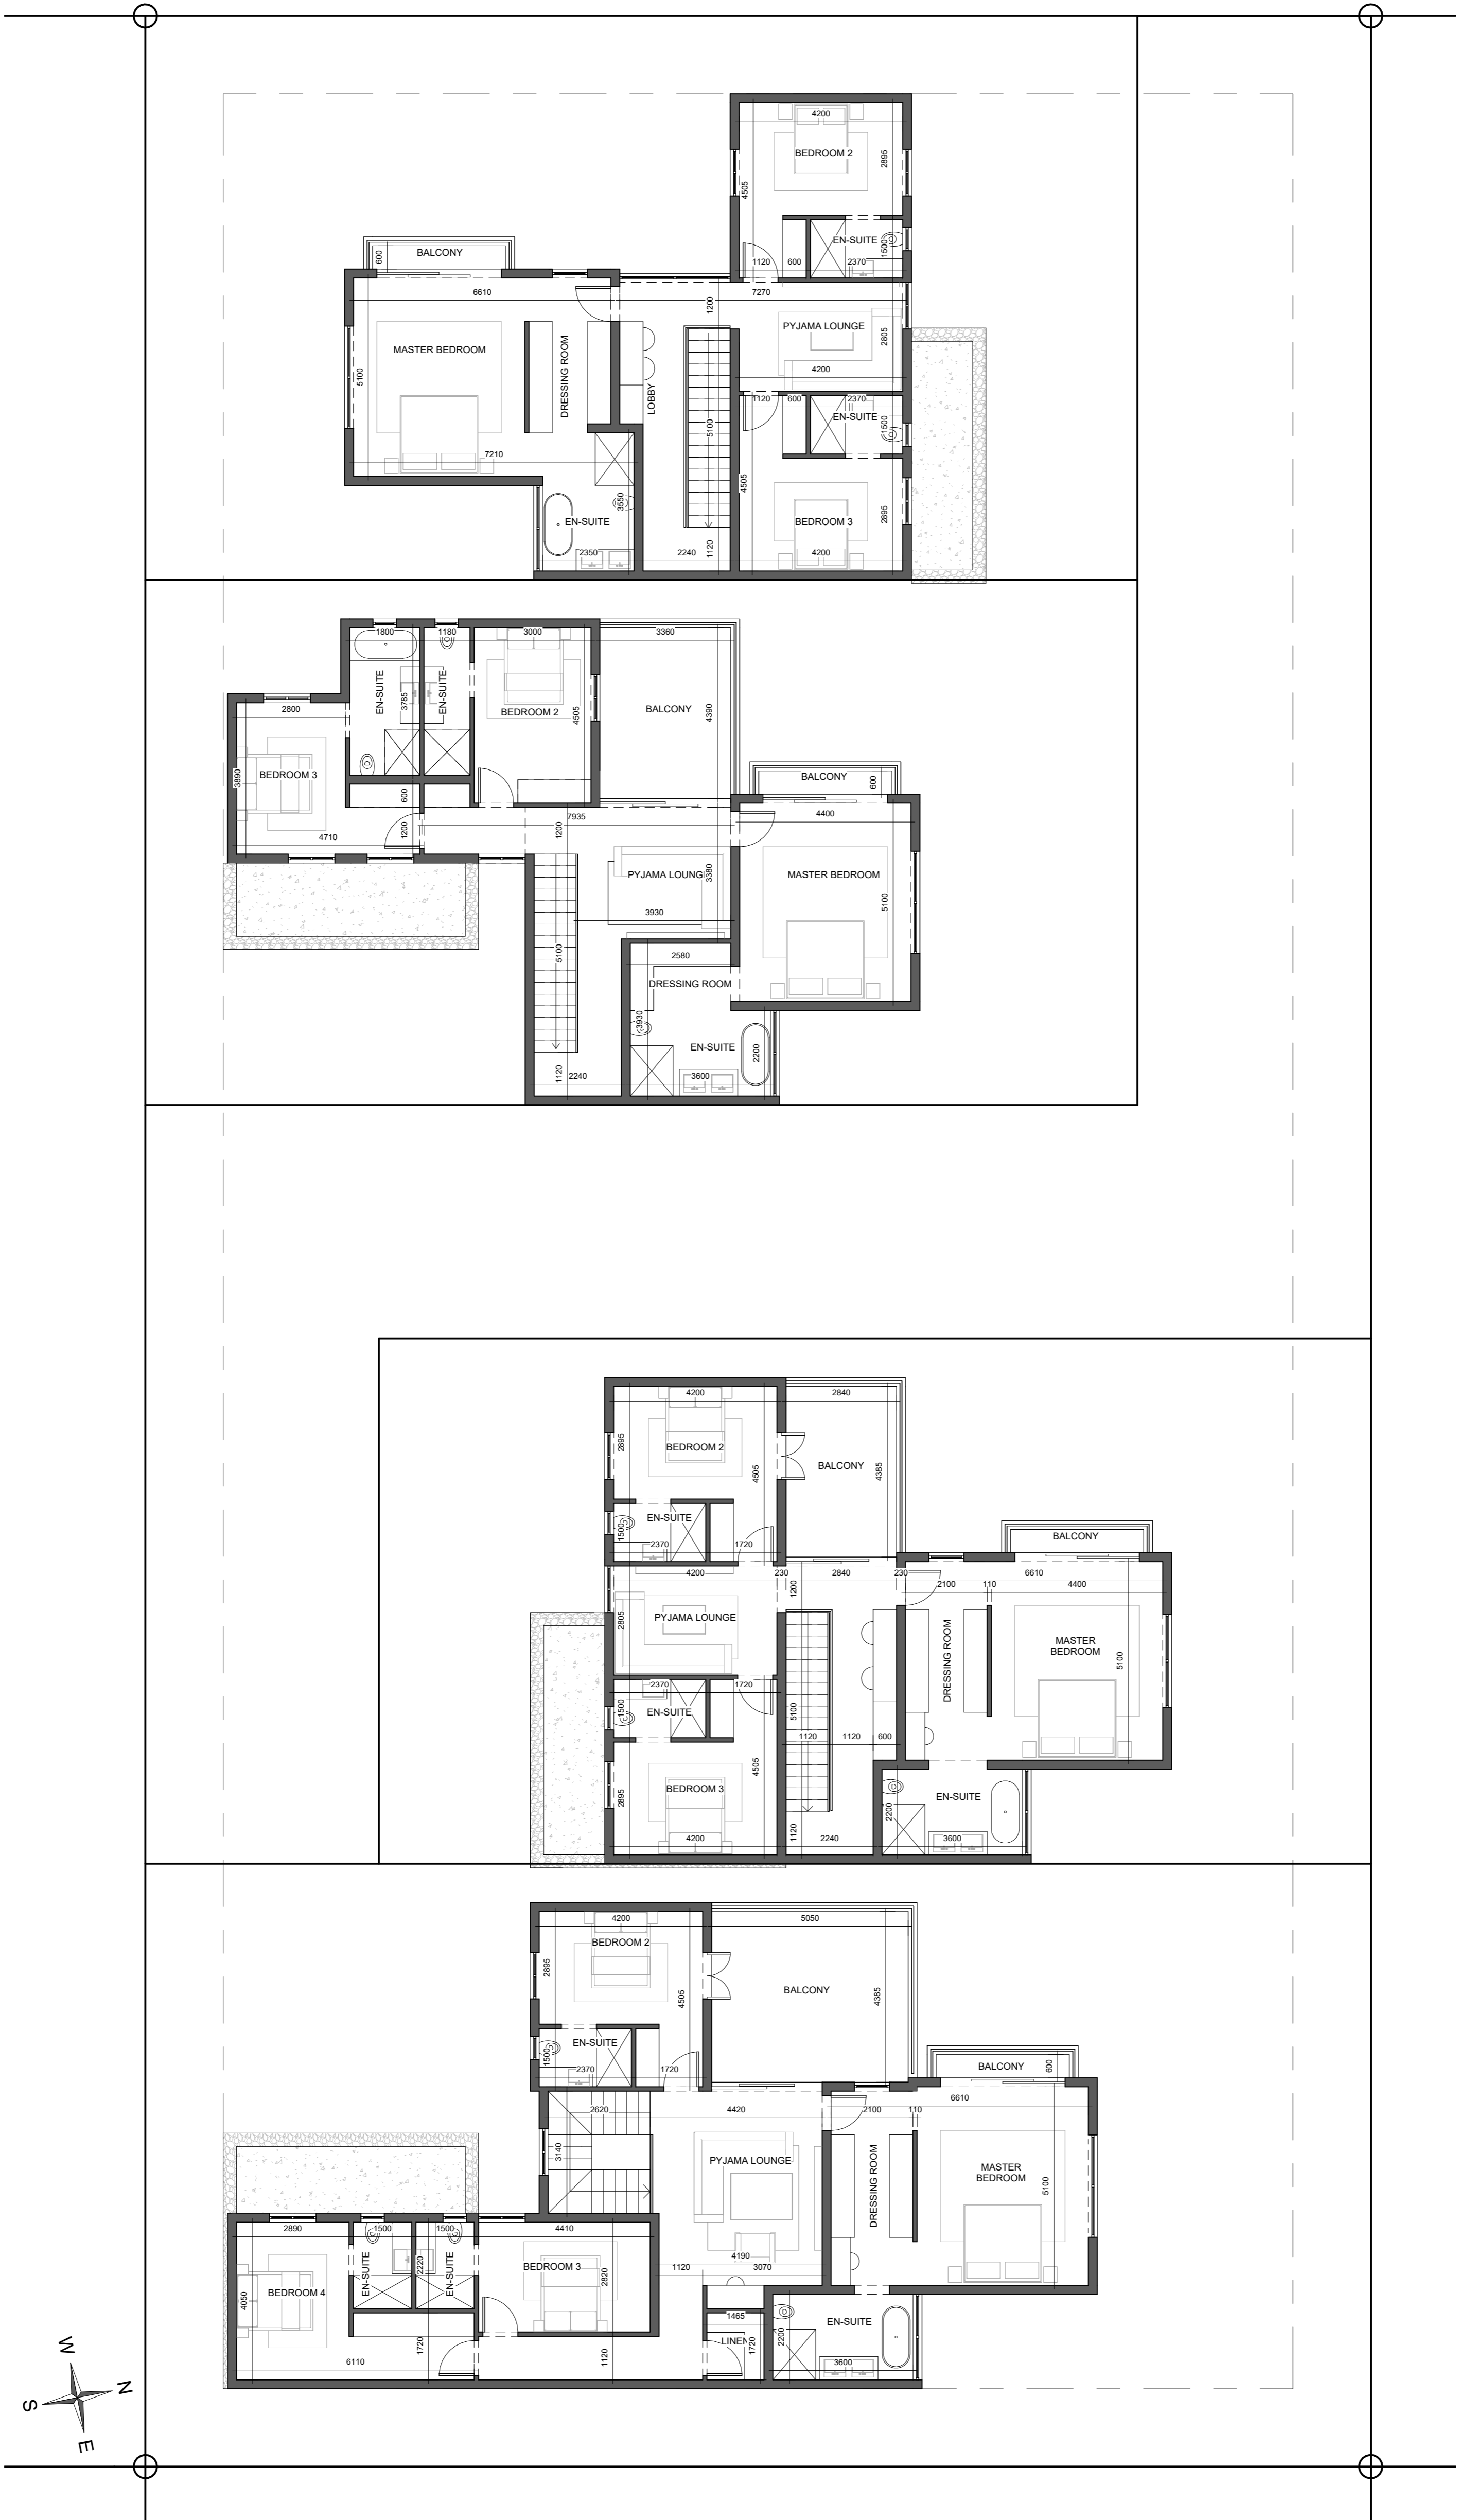 4200
BEDROOM 2
2895
4505
EN-SUITE
1500
1120
600
2370
BALCONY
600
6610
7270
1200
PYJAMA LOUNGE
2805
4200
MASTER BEDROOM
DRESSING ROOM
5100
LOBBY
1120
600
2370
EN-SUITE
1500
5100
7210
4505
3550
EN-SUITE
BEDROOM 3
2895
2350
2240
1120
4200
1800
1180
3000
3360
EN-SUITE
3785
EN-SUITE
2800
BEDROOM 2
4505
BALCONY
4390
BEDROOM 3
3890
600
BALCONY
600
7935
4400
4710
1200
1200
PYJAMA LOUNG
3380
MASTER BEDROOM
5100
3930
5100
2580
DRESSING ROOM
3930
EN-SUITE
2200
1120
2240
3600
4200
2840
2895
BEDROOM 2
4505
BALCONY
4385
EN-SUITE
1500
2370
1720
BALCONY
4200
230
2840
230
6610
1200
2100
110
4400
2805
PYJAMA LOUNGE
DRESSING ROOM
MASTER
BEDROOM
5100
2370
1720
1500
EN-SUITE
5100
1120
1120
600
4505
BEDROOM 3
2895
EN-SUITE
2200
4200
1120
2240
3600
4200
5050
BEDROOM 2
2895
4505
BALCONY
4385
EN-SUITE
1500
2370
1720
BALCONY
600
6610
2620
4420
2100
110
3140
PYJAMA LOUNGE
DRESSING ROOM
MASTER
BEDROOM
5100
2890
1500
1500
4410
4190
1120
3070
EN-SUITE
2220
EN-SUITE
BEDROOM 3
2820
BEDROOM 4
4050
1465
LINEN
1720
EN-SUITE
2200
1720
1120
6110
3600
W
N
S
E